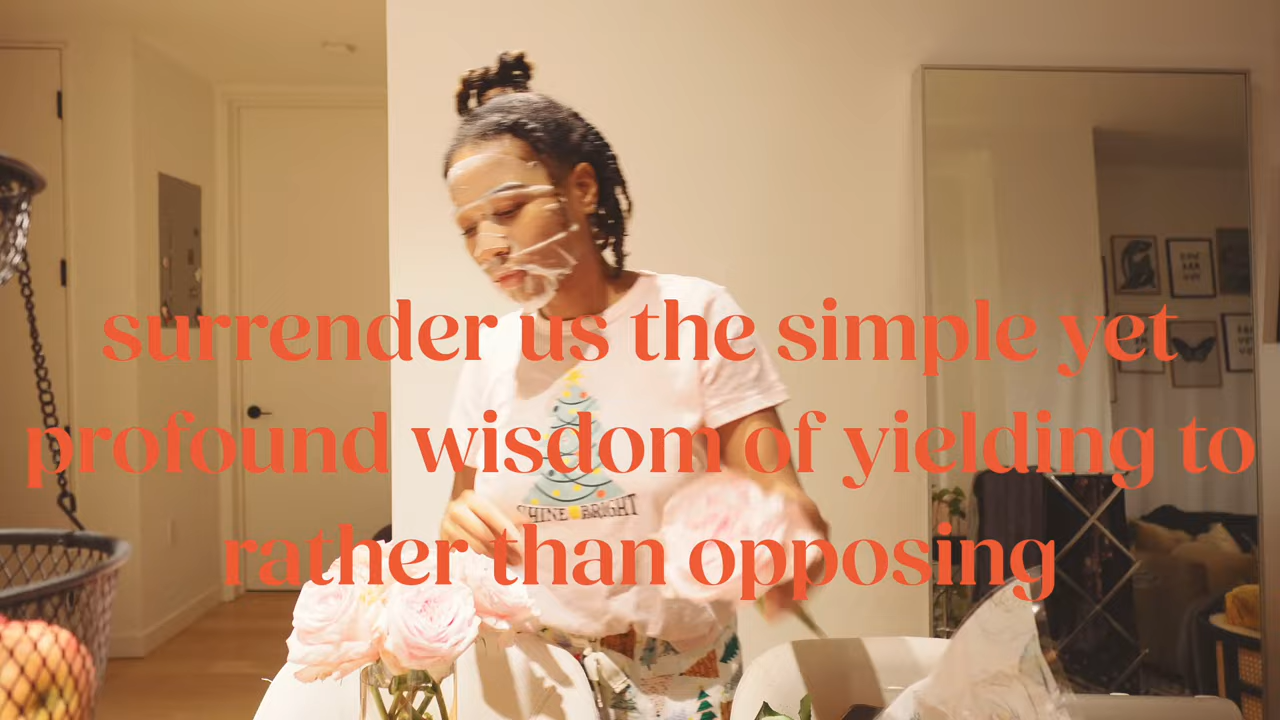 surrender us the simple yet
profound wisdom of yielding to
rather than opposing
SHINE BRIGHT